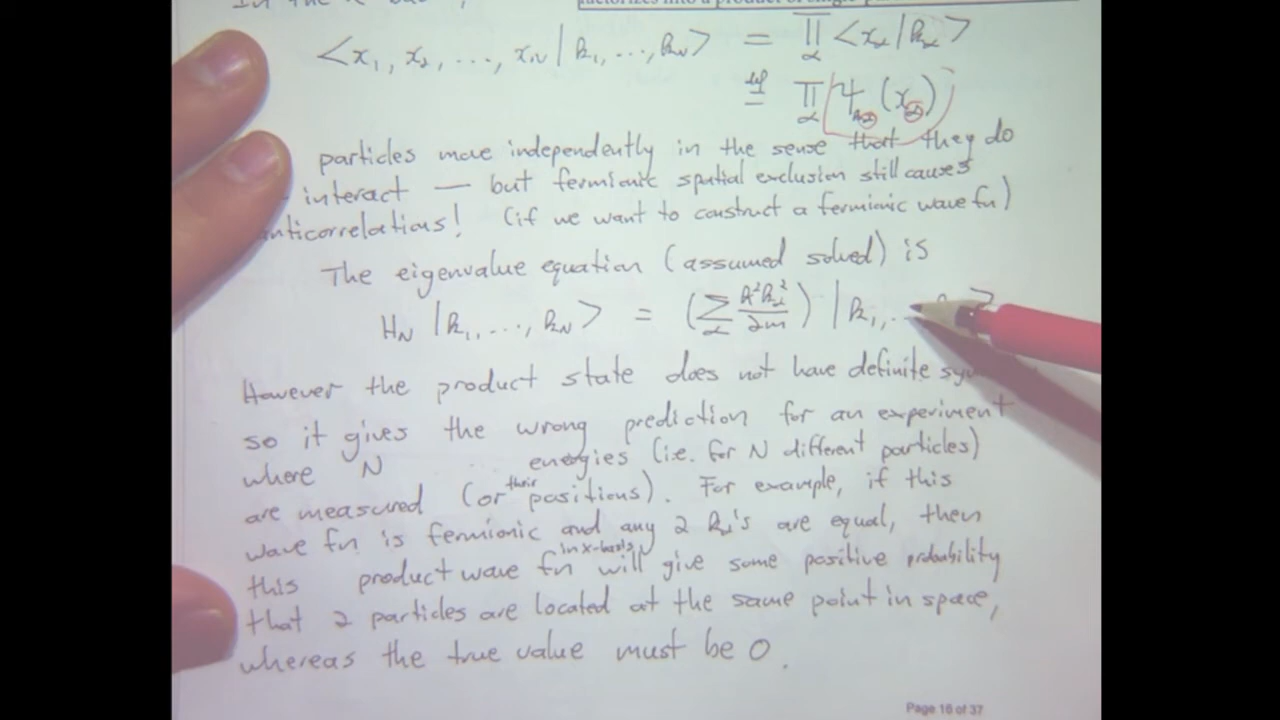 In the
factorizes into a product of single
<x₁, x₂, ..., x_N | k₁, ..., k_N> = ∏_α <x_α | k_α>
def = ∏_α ψ_{k_α}(x_α)
particles move independently in the sense that they do
interact — but fermionic spatial exclusion still causes
anticorrelations! (if we want to construct a fermionic wave fn)
The eigenvalue equation (assumed solved) is
H_N |k₁, ..., k_N> = (∑_α ħ²k_α²/2m) |k₁, ..
However the product state does not have definite
so it gives the wrong prediction for an experiment
where N energies (i.e. for N different particles)
are measured (or their positions). For example, if this
wave fn is fermionic and any 2 k_α's are equal, then
this product wave fn in x-basis will give some positive probability
that 2 particles are located at the same point in space,
whereas the true value must be 0.
Page 16 of 37